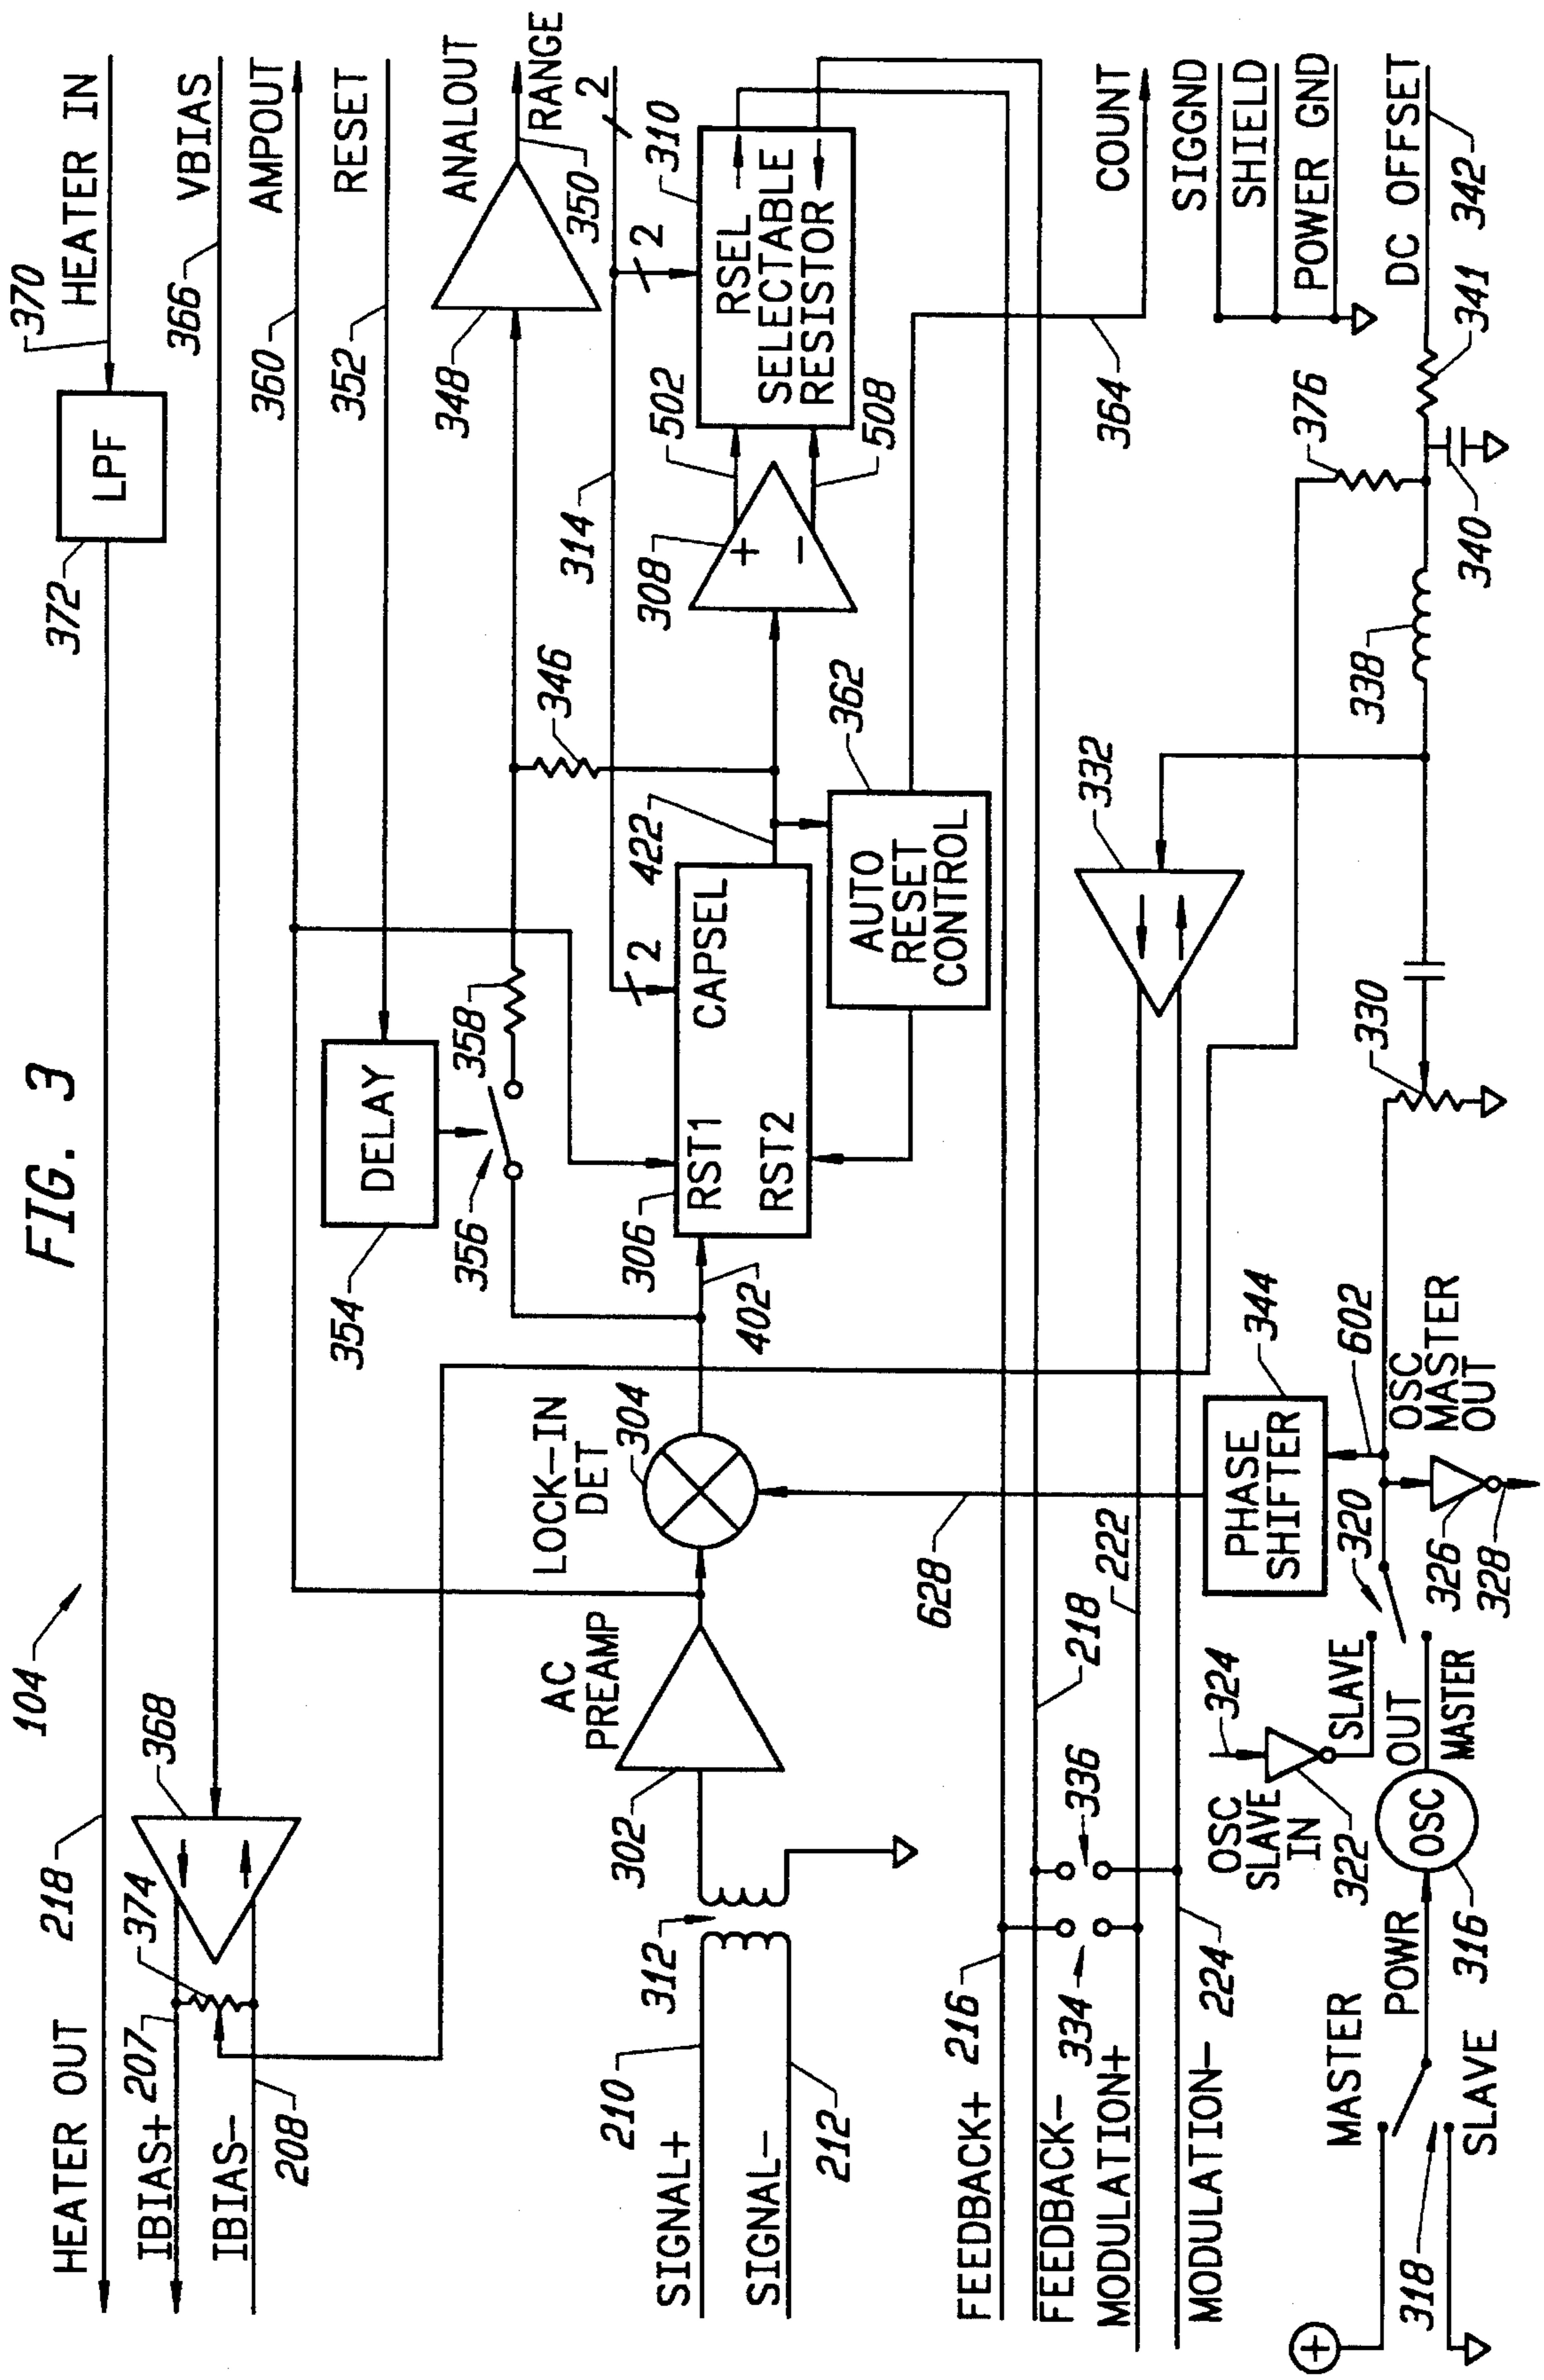 FIG. 3
104
HEATER OUT 218
372
LPF
370
HEATER IN
IBIAS+ 207
374
368
366
VBIAS
IBIAS-
208
360
AMPOUT
354
DELAY
352
RESET
356
358
348
ANALOUT
350
RANGE
346
314
2
2
2
SIGNAL+
210
312
302
AC
PREAMP
LOCK-IN
DET
304
402
306
RST1
CAPSEL
RST2
422
308
+
-
502
508
310
RSEL
SELECTABLE
RESISTOR
SIGNAL-
212
362
AUTO
RESET
CONTROL
364
COUNT
628
FEEDBACK+ 216
FEEDBACK-
334
336
218
222
MODULATION+
MODULATION- 224
332
SIGGND
SHIELD
POWER GND
OSC
SLAVE
IN
322
324
SLAVE
PHASE
SHIFTER
344
602
320
OSC
MASTER
OUT
330
338
376
340
341
DC OFFSET
342
MASTER
318
SLAVE
POWR
OSC
316
OUT
MASTER
326
328
+